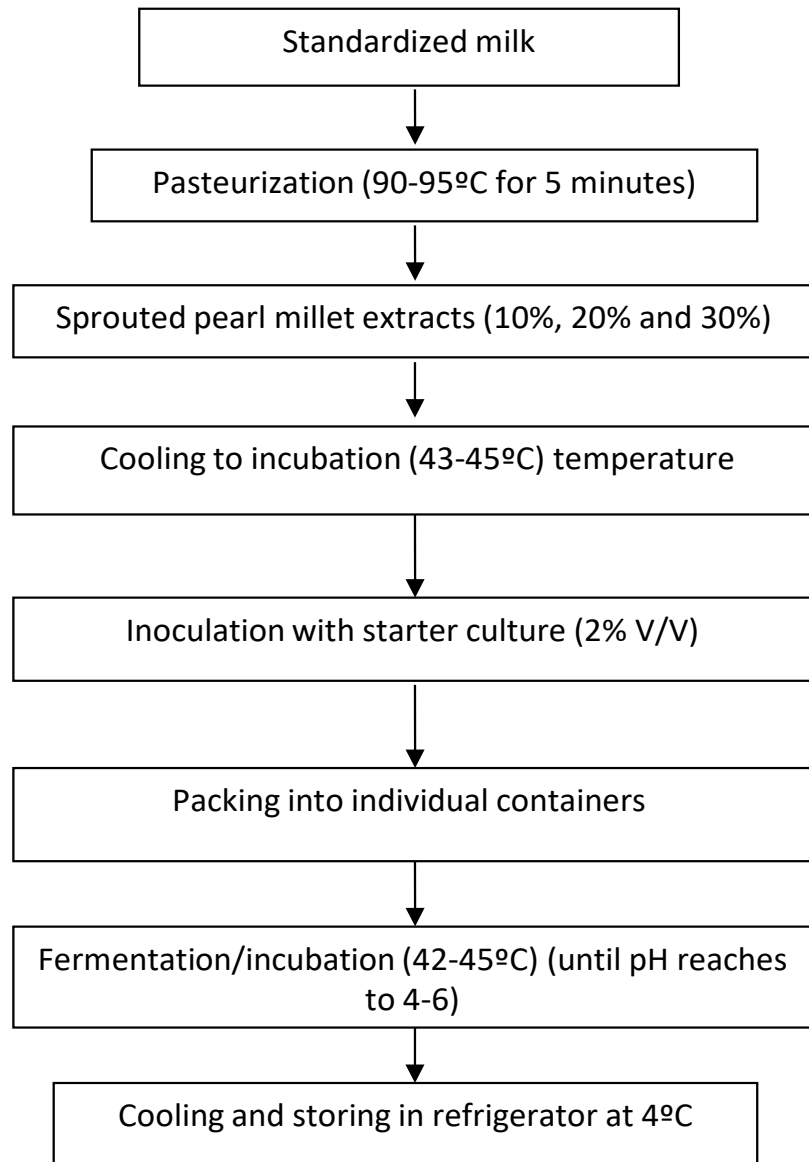 Standardized milk
Pasteurization (90-95ºC for 5 minutes)
Sprouted pearl millet extracts (10%, 20% and 30%)
Cooling to incubation (43-45ºC) temperature
Inoculation with starter culture (2% V/V)
Packing into individual containers
Fermentation/incubation (42-45ºC) (until pH reaches
to 4-6)
Cooling and storing in refrigerator at 4ºC